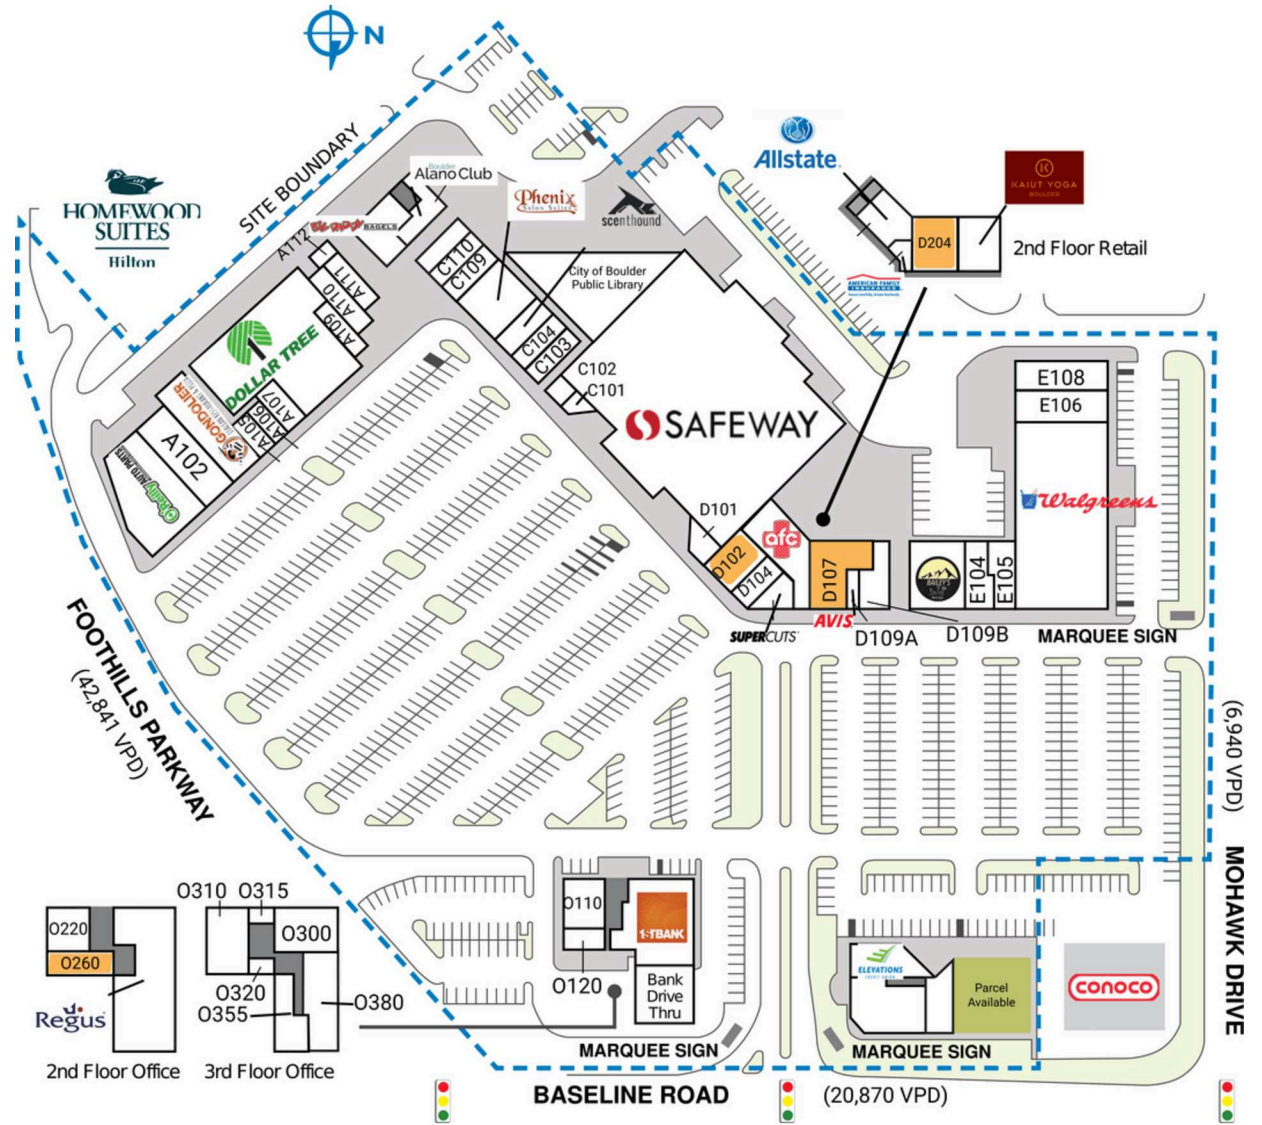 N
SITE BOUNDARY
HOMEWOOD
SUITES
Hilton
Boulder
Alano Club
BAGELS
A112
A111
A110
A109
Phenix
Salon Suites
scenthound
Allstate
KAIUT YOGA
BOULDER
D204
2nd Floor Retail
AMERICAN FAMILY
INSURANCE
C110
C109
City of Boulder
Public Library
C104
C103
C102
C101
1
DOLLAR TREE
GONDOLIER
A107
A106
A105
A102
O'Reilly AUTO PARTS
SAFEWAY
E108
E106
Walgreens
D101
D102
D104
afc
D107
BAILEY'S
E104
E105
SUPERCUTS
AVIS
D109A
D109B
MARQUEE SIGN
FOOTHILLS PARKWAY
(42,841 VPD)
(6,940 VPD)
MOHAWK DRIVE
O310
O315
O220
O260
O300
O320
O355
O380
Regus
2nd Floor Office
3rd Floor Office
O110
O120
1STBANK
Bank
Drive
Thru
ELEVATIONS
CREDIT UNION
Parcel
Available
CONOCO
MARQUEE SIGN
MARQUEE SIGN
BASELINE ROAD
(20,870 VPD)